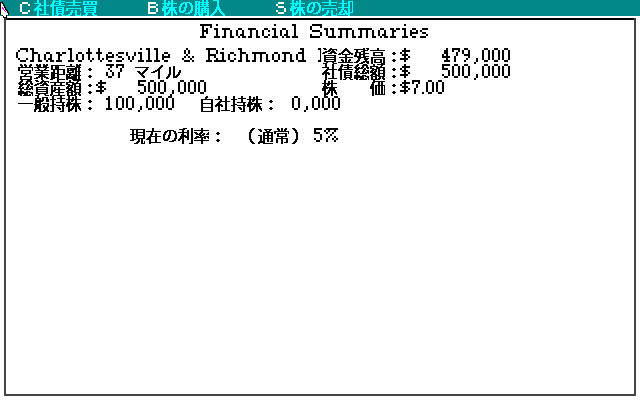 C 社債売買 B 株の購入 S 株の売却
Financial Summaries
Charlottesville & Richmond 資金残高:$ 479,000
営業距離: 37 マイル 社債総額:$ 500,000
総資産額:$ 500,000 株 価:$7.00
一般持株: 100,000 自社持株: 0,000
現在の利率: (通常) 5%